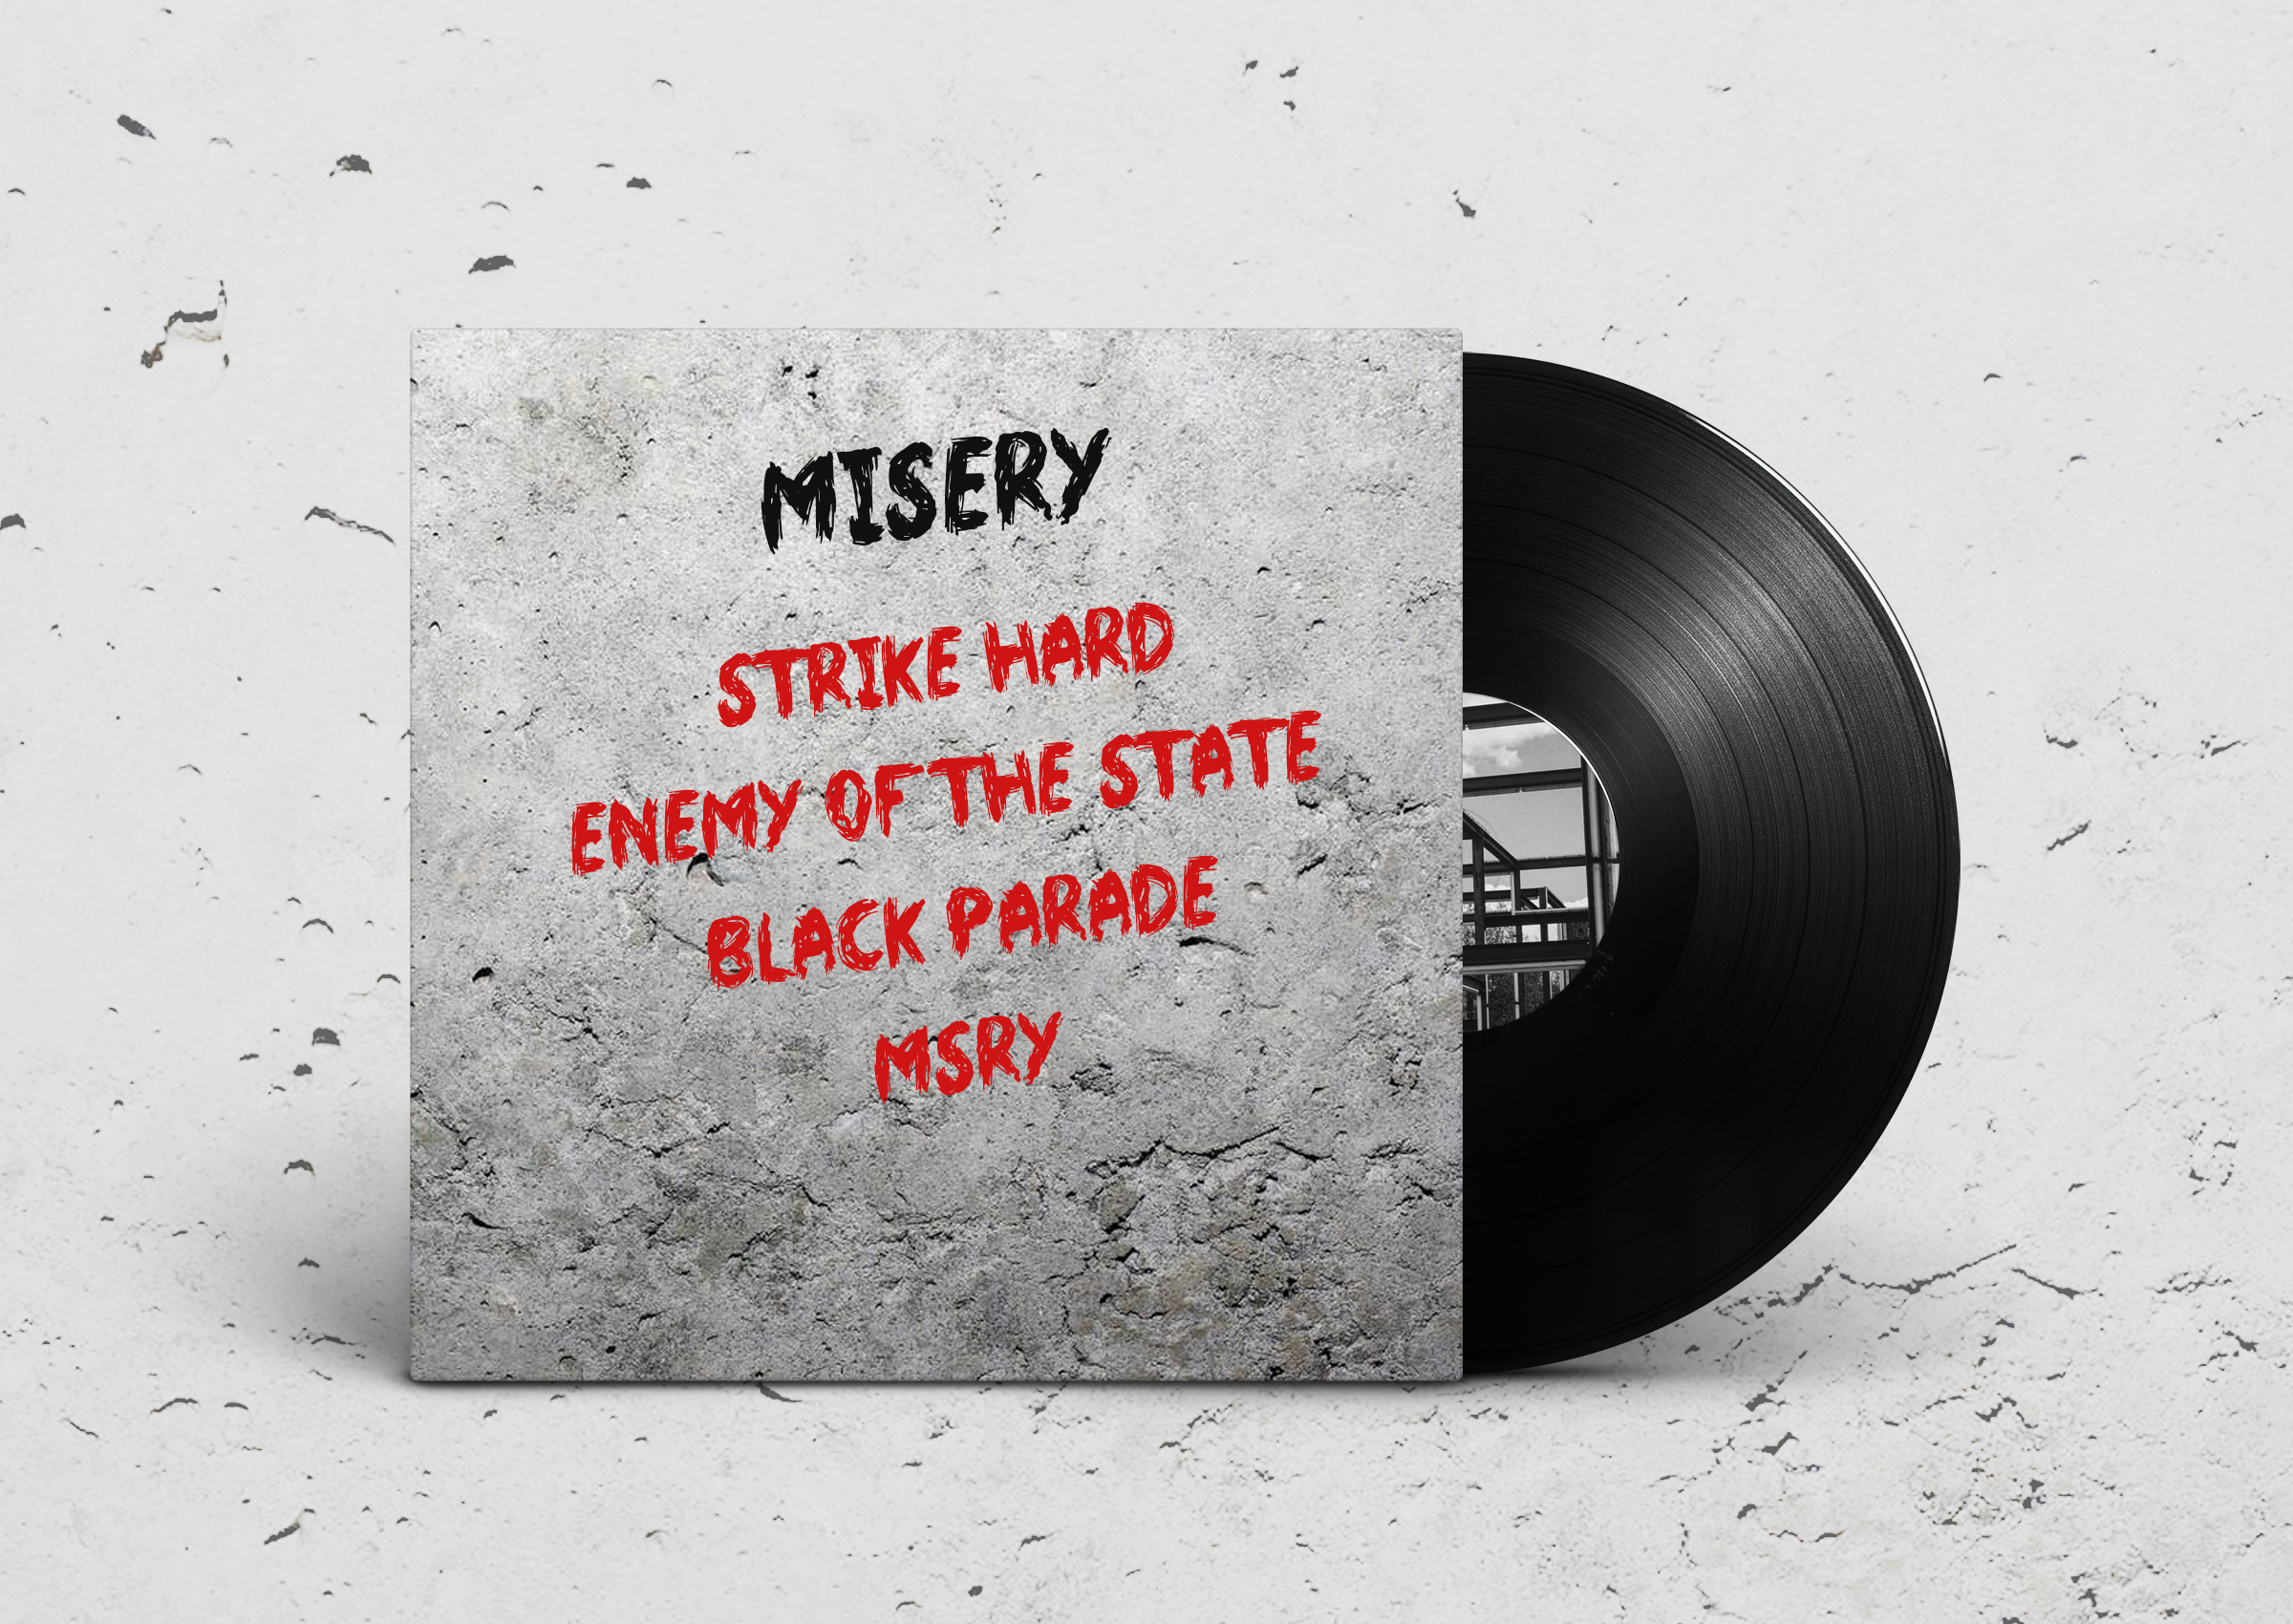 MISERY
STRIKE HARD
ENEMY OF THE STATE
BLACK PARADE
MSRY